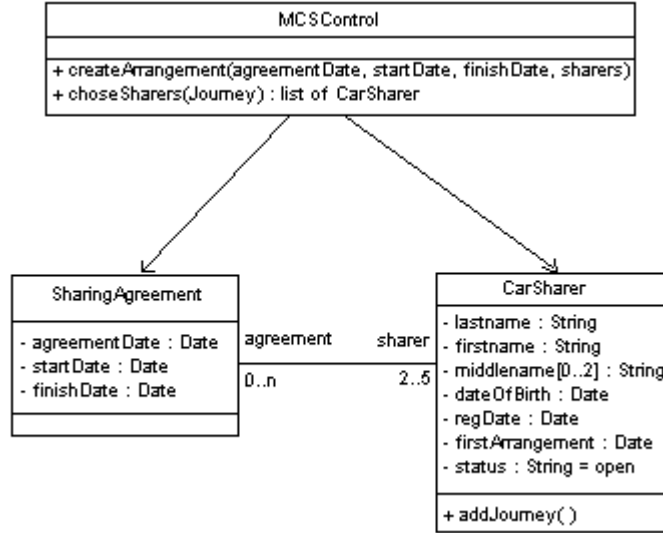 MCSControl
+ createArrangement(agreementDate, startDate, finishDate, sharers)
+ choseSharers(Journey) : list of CarSharer
SharingAgreement
- agreementDate : Date
- startDate : Date
- finishDate : Date
agreement
sharer
0..n
2..5
CarSharer
- lastname : String
- firstname : String
- middlename[0..2] : String
- dateOfBirth : Date
- regDate : Date
- firstArrangement : Date
- status : String = open
+ addJourney( )